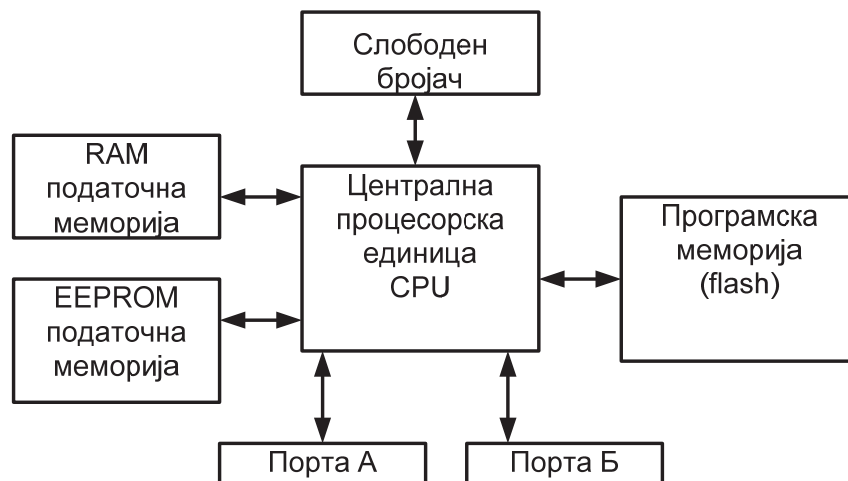 Слободен
бројач
RAM
податочна
меморија
Централна
процесорска
единица
CPU
Програмска
меморија
(flash)
EEPROM
податочна
меморија
Порта А
Порта Б